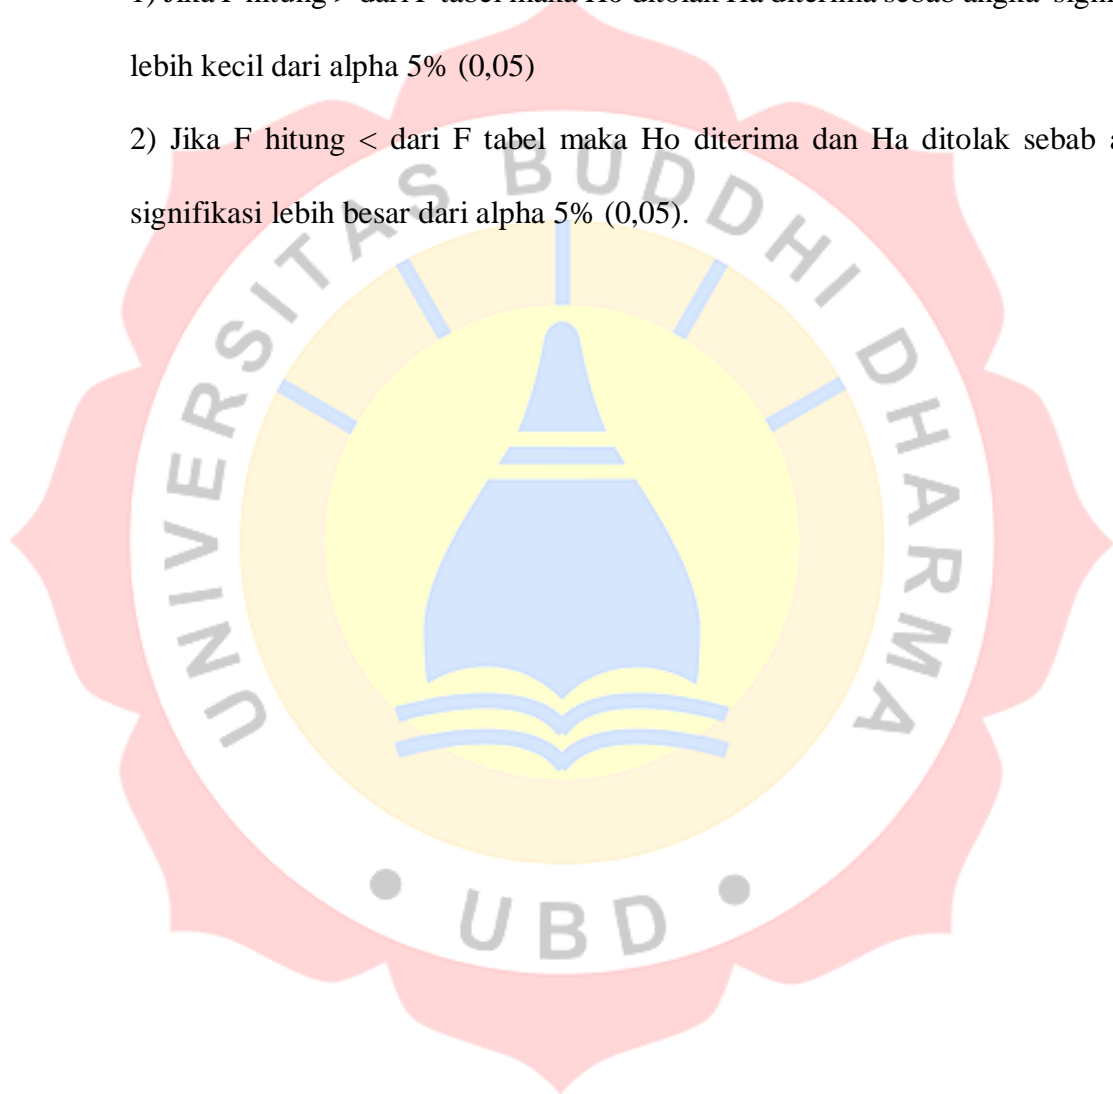 1) Jika F hitung > dari F tabel maka Ho ditolak Ha diterima sebab angka
lebih kecil dari alpha 5% (0,05)
2) Jika F hitung < dari F tabel maka Ho diterima dan Ha ditolak sebab
signifikasi lebih besar dari alpha 5% (0,05).
UNIVERSITAS BUDDHI DHARMA
• UBD •